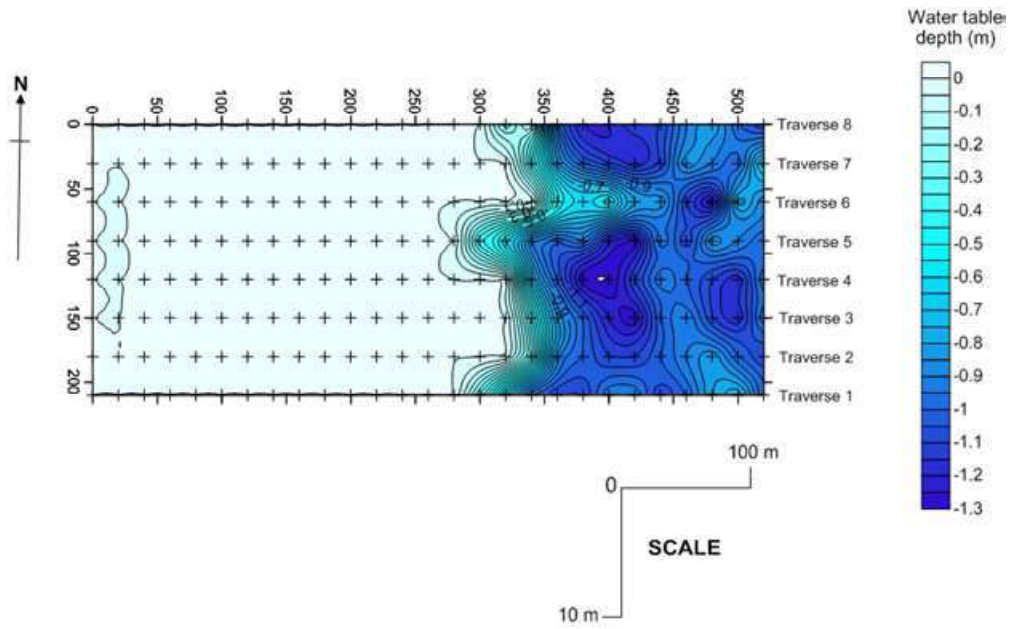 Water table
depth (m)
N
0 50 100 150 200 250 300 350 400 450 500
0
50
100
150
200
Traverse 8
Traverse 7
Traverse 6
Traverse 5
Traverse 4
Traverse 3
Traverse 2
Traverse 1
-0.7
-0.9
0
-0.1
-0.2
-0.3
-0.4
-0.5
-0.6
-0.7
-0.8
-0.9
-1
-1.1
-1.2
-1.3
100 m
0
SCALE
10 m